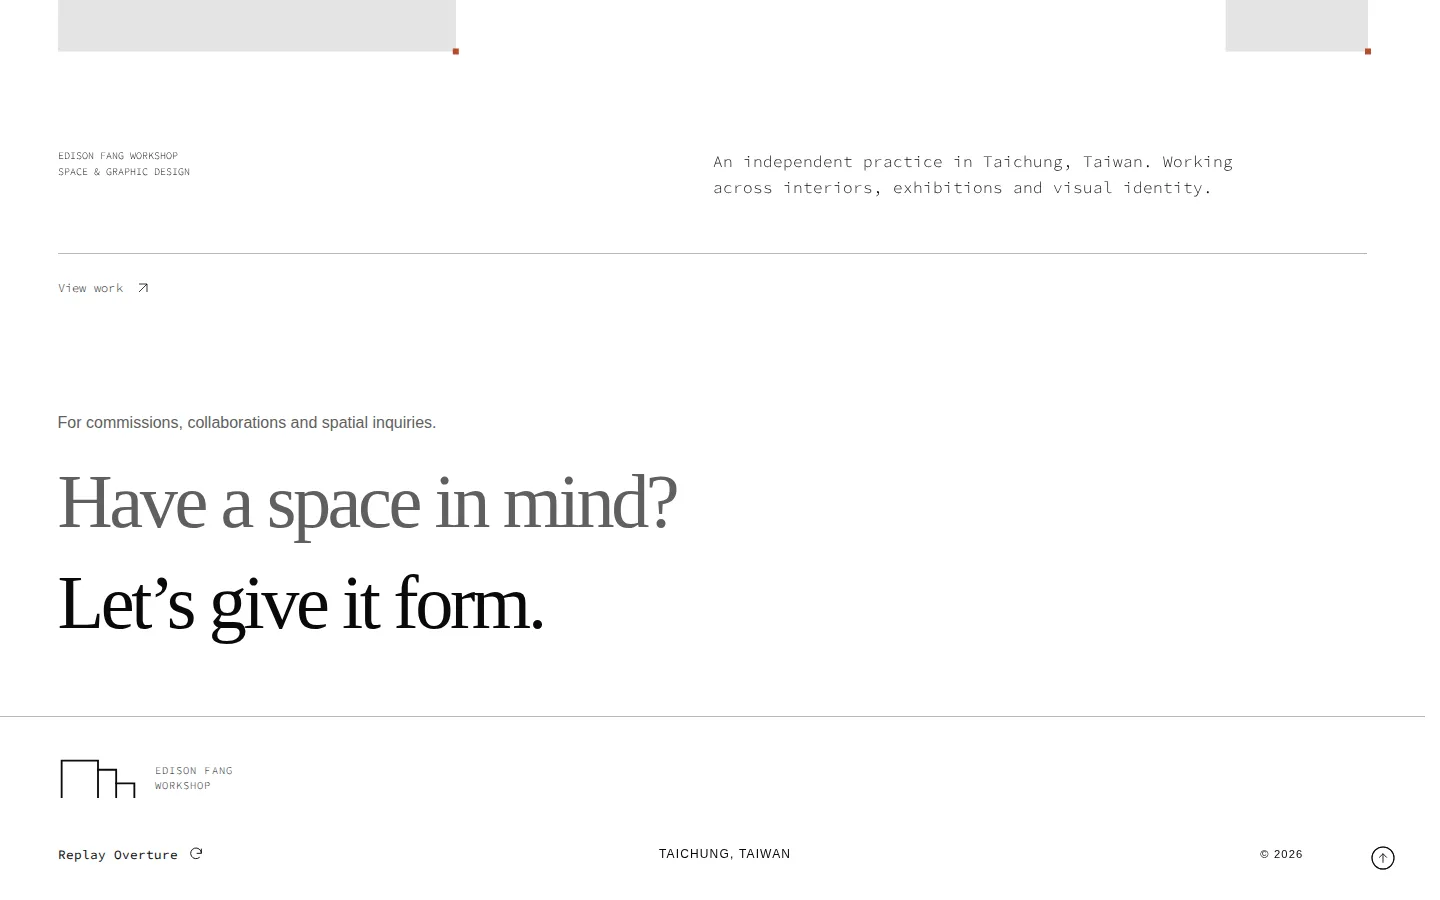 EDISON FANG WORKSHOP
SPACE & GRAPHIC DESIGN
An independent practice in Taichung, Taiwan. Working
across interiors, exhibitions and visual identity.
View work
For commissions, collaborations and spatial inquiries.
Have a space in mind?
Let’s give it form.
EDISON FANG
WORKSHOP
Replay Overture
TAICHUNG, TAIWAN
© 2026